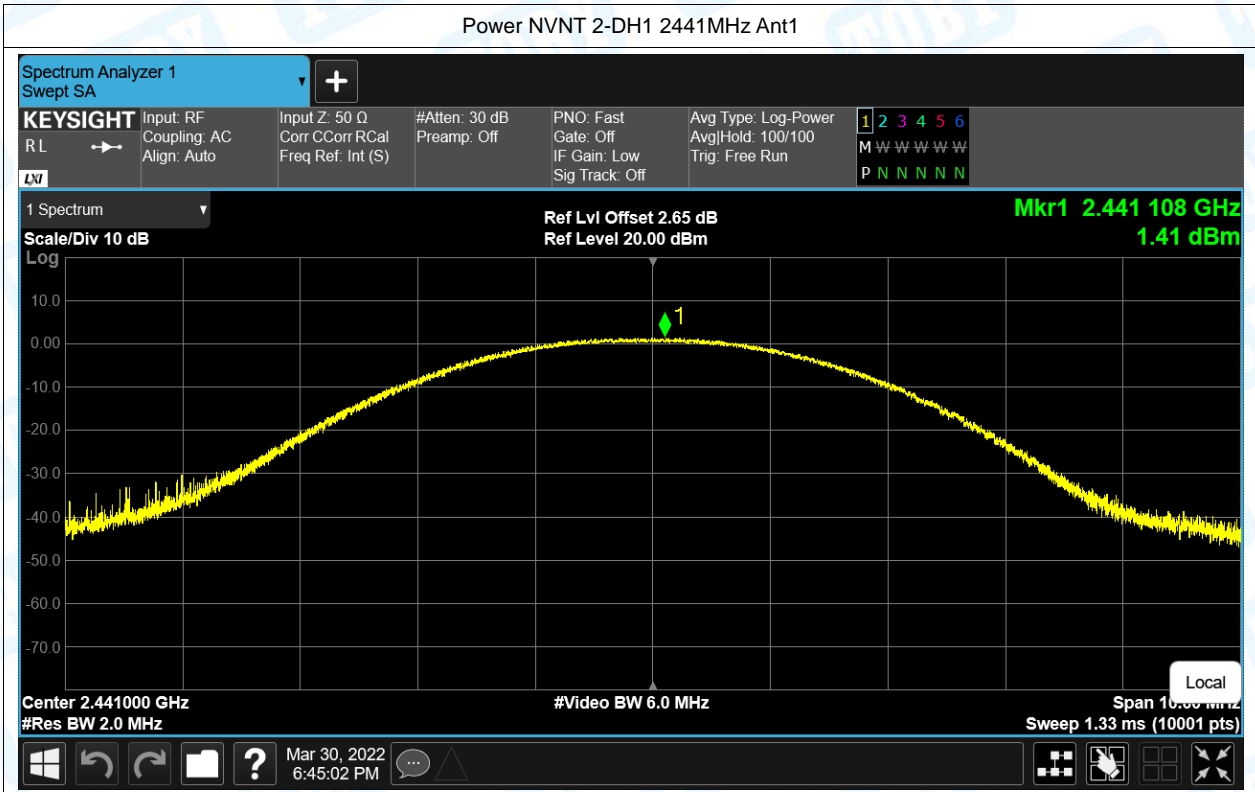 Power NVNT 2-DH1 2441MHz Ant1
Spectrum Analyzer 1
Swept SA
KEYSIGHT
R L
LXI
Input: RF
Coupling: AC
Align: Auto
Input Z: 50 Ω
Corr CCorr RCal
Freq Ref: Int (S)
#Atten: 30 dB
Preamp: Off
PNO: Fast
Gate: Off
IF Gain: Low
Sig Track: Off
Avg Type: Log-Power
Avg|Hold: 100/100
Trig: Free Run
1 2 3 4 5 6
M W W W W W
P N N N N N
1 Spectrum
Scale/Div 10 dB
Log
Ref Lvl Offset 2.65 dB
Ref Level 20.00 dBm
Mkr1 2.441 108 GHz
1.41 dBm
1
10.0
0.00
-10.0
-20.0
-30.0
-40.0
-50.0
-60.0
-70.0
Local
Center 2.441000 GHz
#Res BW 2.0 MHz
#Video BW 6.0 MHz
Span 10.00 MHz
Sweep 1.33 ms (10001 pts)
?
Mar 30, 2022
6:45:02 PM